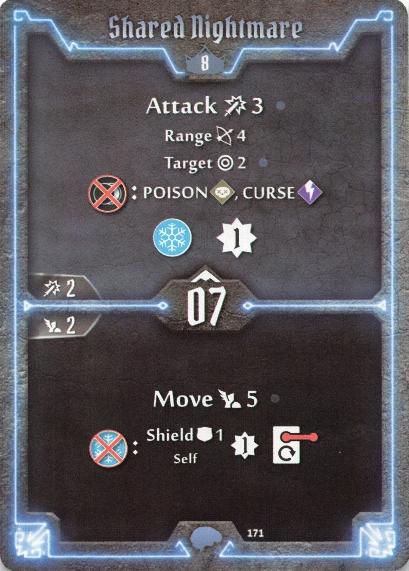 Shared Nightmare
8
Attack 3
Range 4
Target 2
: POISON , CURSE
1
2
07
2
Move 5
: Shield 1
Self
1
171